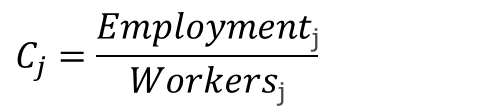 C_j = Employment_j / Workers_j